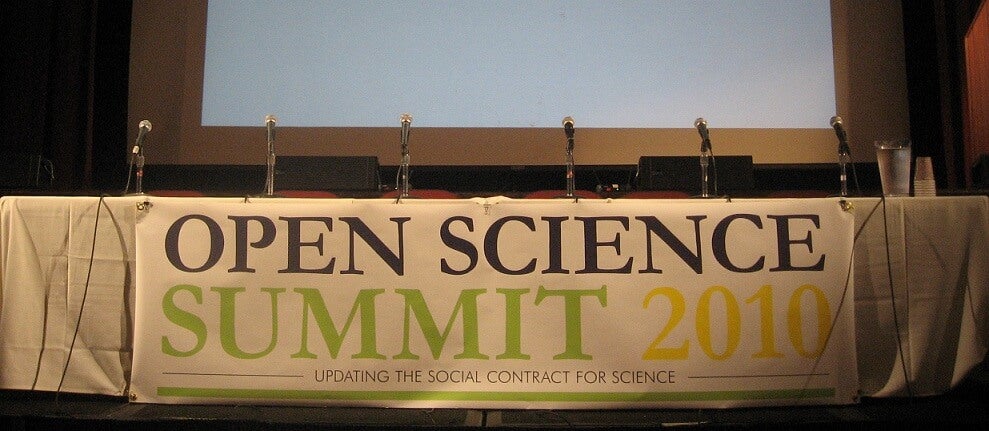 OPEN SCIENCE
SUMMIT 2010
UPDATING THE SOCIAL CONTRACT FOR SCIENCE